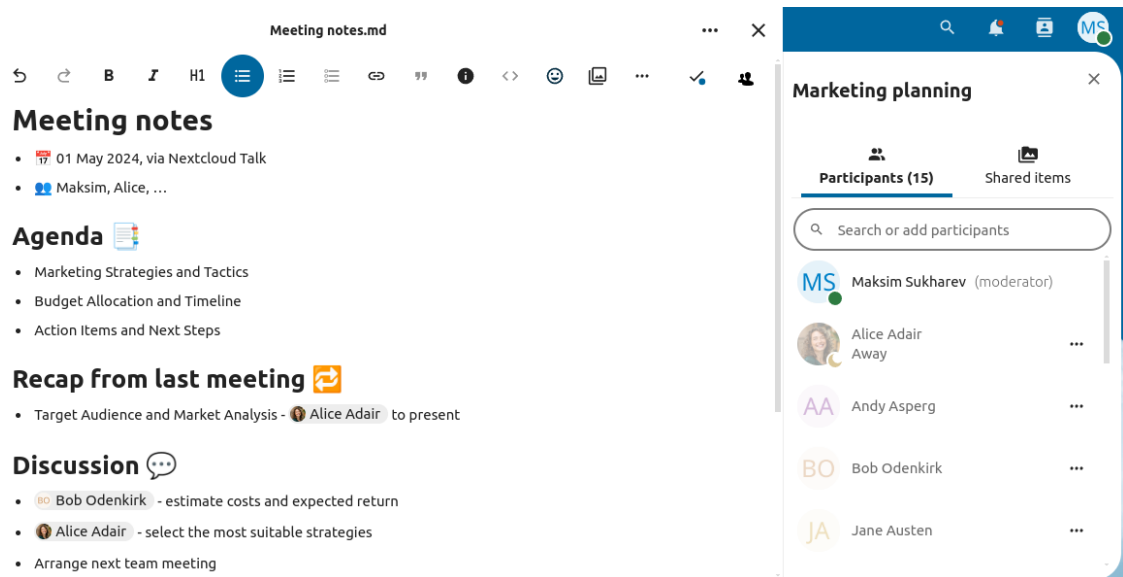 Meeting notes.md
B I H1
Meeting notes
01 May 2024, via Nextcloud Talk
Maksim, Alice, …
Agenda
Marketing Strategies and Tactics
Budget Allocation and Timeline
Action Items and Next Steps
Recap from last meeting
Target Audience and Market Analysis - Alice Adair to present
Discussion
BO Bob Odenkirk - estimate costs and expected return
Alice Adair - select the most suitable strategies
Arrange next team meeting
MS
Marketing planning
Participants (15)
Shared items
Search or add participants
MS Maksim Sukharev (moderator)
Alice Adair
Away
AA Andy Asperg
BO Bob Odenkirk
JA Jane Austen